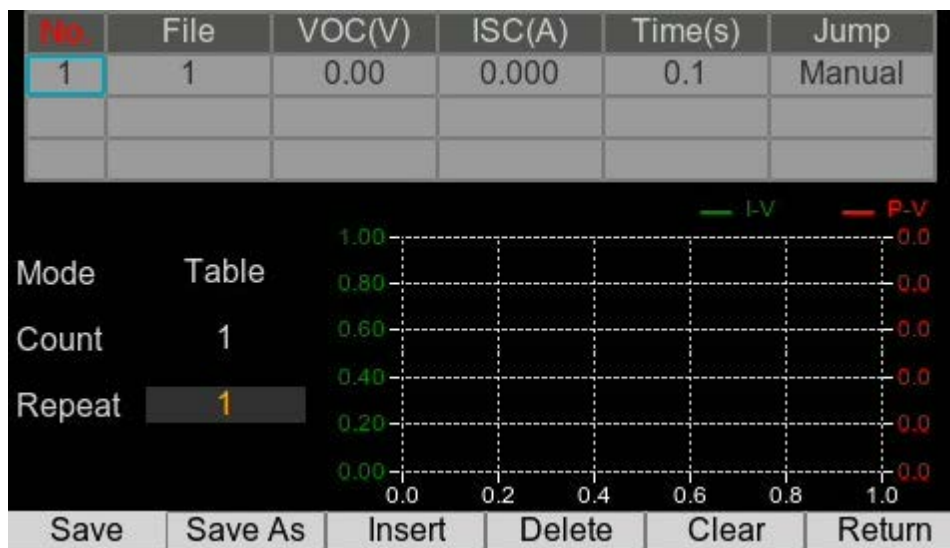 No. File VOC(V) ISC(A) Time(s) Jump
1 1 0.00 0.000 0.1 Manual
I-V P-V
1.00 0.0
Mode Table 0.80 0.0
Count 1 0.60 0.0
0.40 0.0
Repeat 1 0.20 0.0
0.00 0.0
0.0 0.2 0.4 0.6 0.8 1.0
Save Save As Insert Delete Clear Return